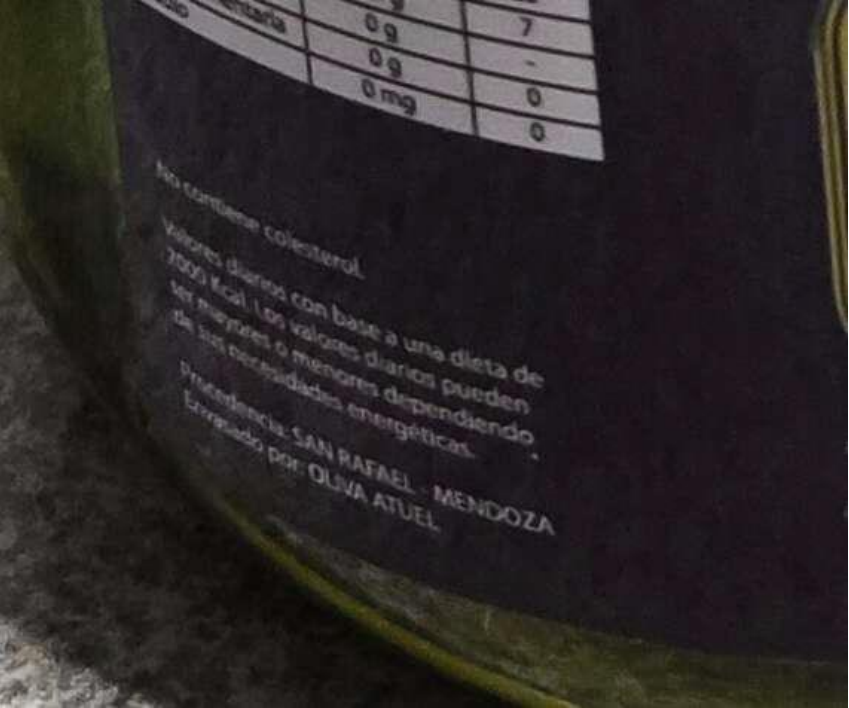 7
0 g -
0 g 0
0 mg 0
No contiene colesterol.
Valores diarios con base a una dieta de
2000 Kcal. Los valores diarios pueden
ser mayores o menores dependiendo
de sus necesidades energéticas.
Procedencia: SAN RAFAEL - MENDOZA
Envasado por: OLIVA ATUEL